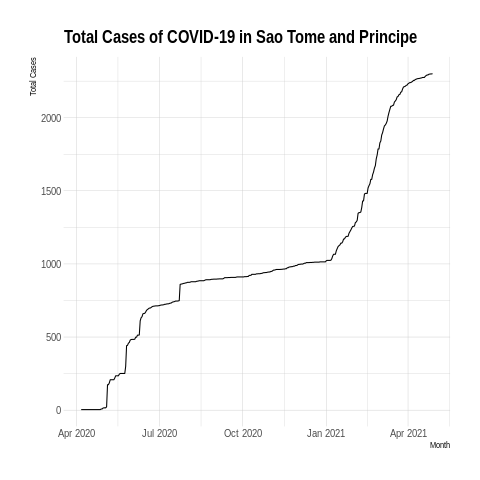 Total Cases of COVID-19 in Sao Tome and Principe
Total Cases
2000
1500
1000
500
0
Apr 2020 Jul 2020 Oct 2020 Jan 2021 Apr 2021
Month